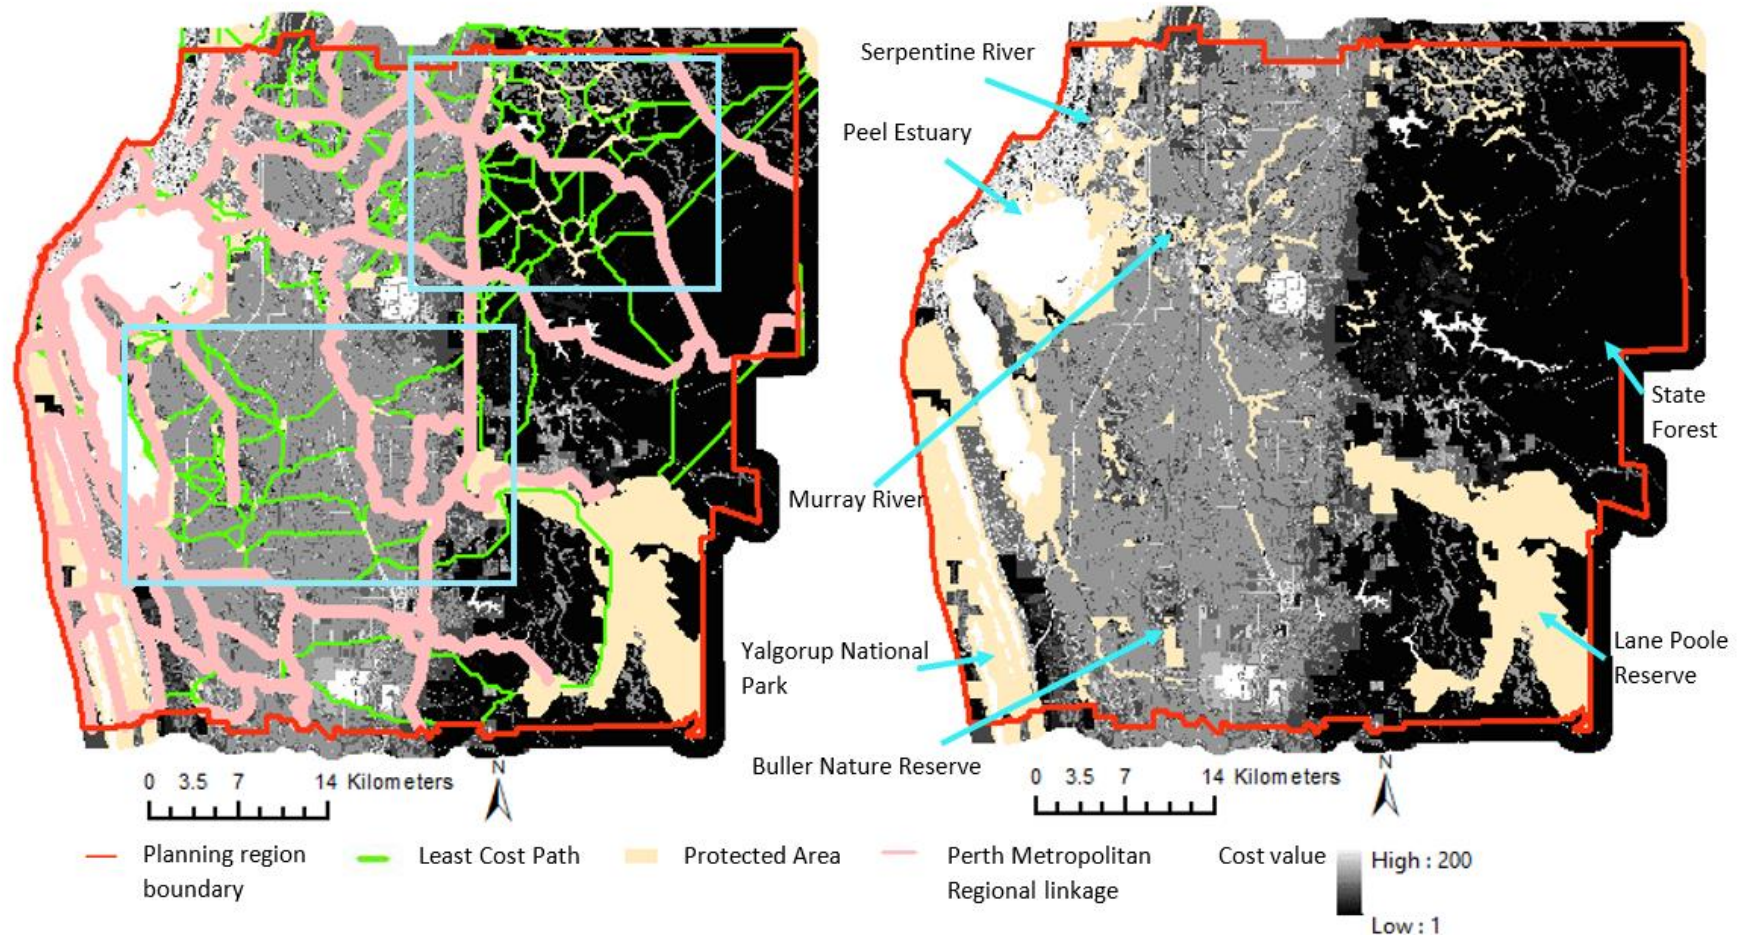 Serpentine River
Peel Estuary
State
Forest
Murray River
Yalgorup National
Park
Lane Poole
Reserve
Buller Nature Reserve
N
0 3.5 7 14 Kilometers
N
0 3.5 7 14 Kilometers
Planning region
boundary
Least Cost Path
Protected Area
Perth Metropolitan
Regional linkage
Cost value
High : 200
Low : 1